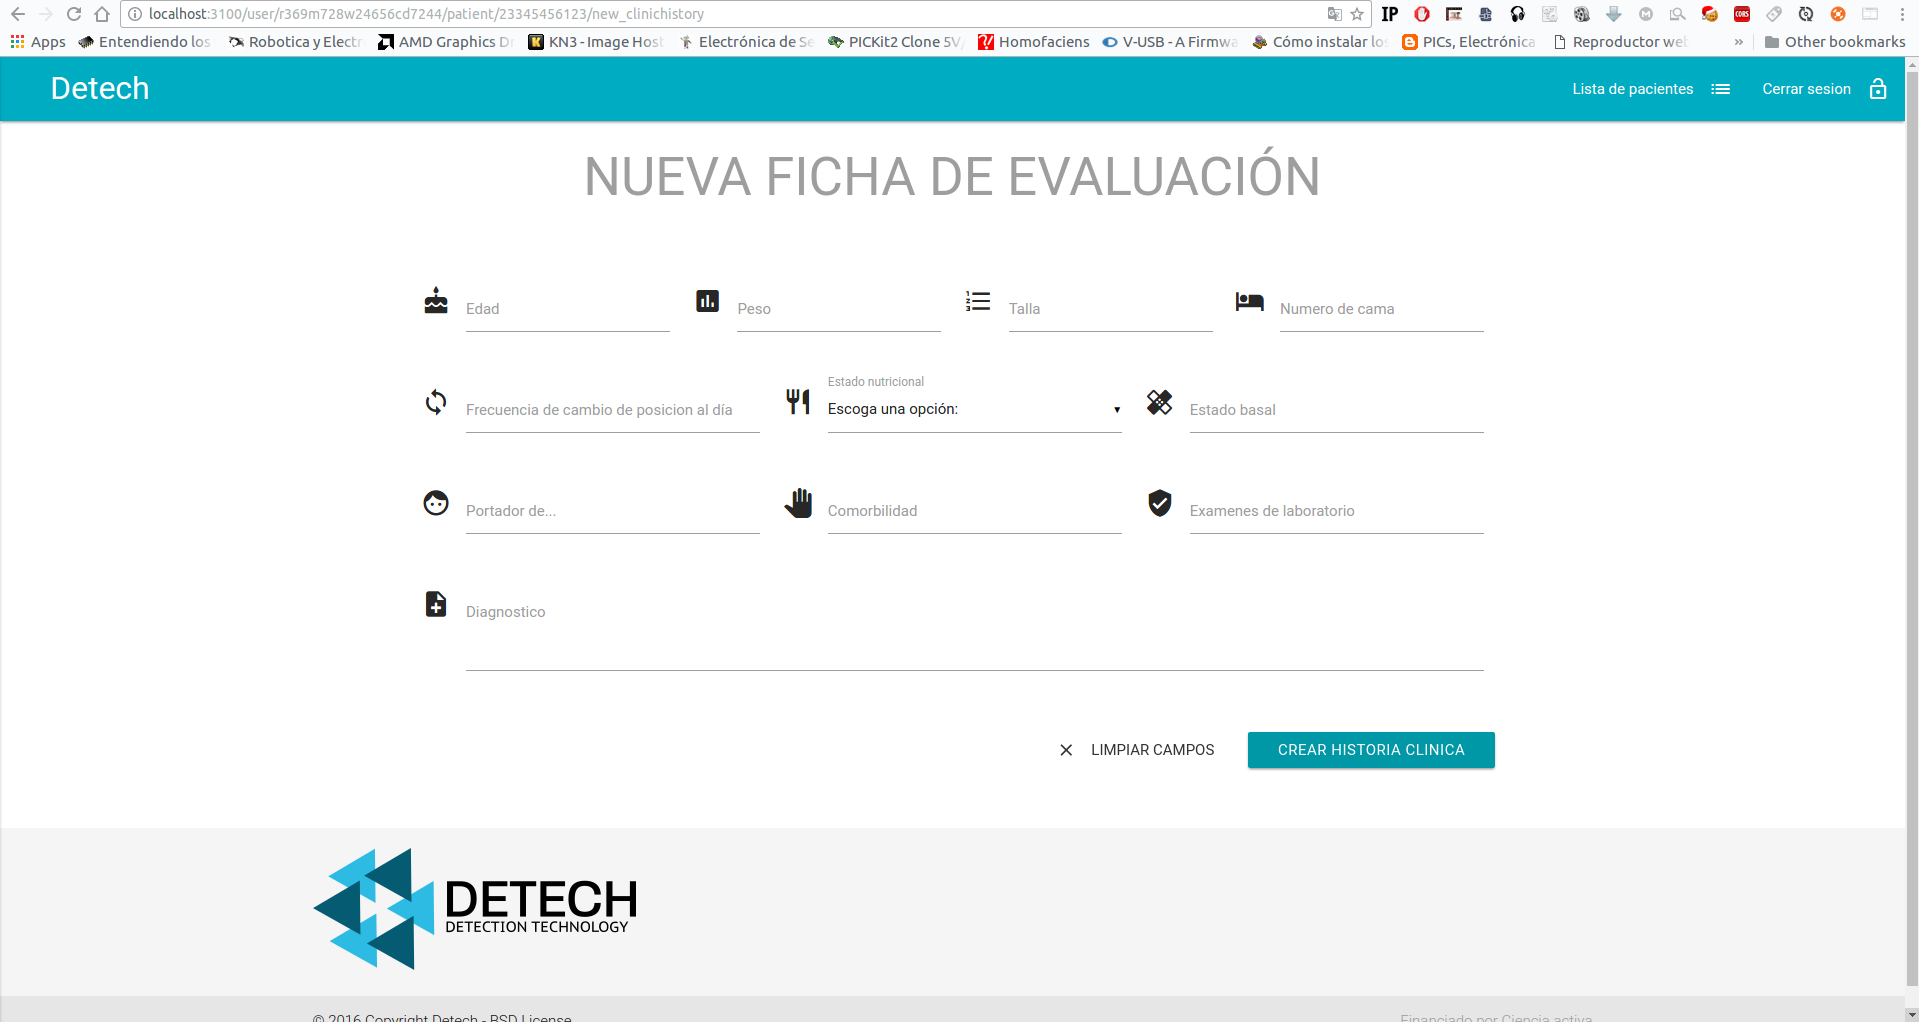 localhost:3100/user/r369m728w24656cd7244/patient/23345456123/new_clinichistory
IP
CORS
Apps Entendiendo los Robotica y Electr AMD Graphics D KN3 - Image Host Electrónica de Se PICKit2 Clone 5V/ Homofaciens V-USB - A Firmwa Cómo instalar los PICs, Electrónica Reproductor web » Other bookmarks
Detech Lista de pacientes Cerrar sesion
NUEVA FICHA DE EVALUACIÓN
Edad Peso Talla Numero de cama
Estado nutricional
Frecuencia de cambio de posicion al día Escoga una opción: Estado basal
Portador de... Comorbilidad Examenes de laboratorio
Diagnostico
LIMPIAR CAMPOS CREAR HISTORIA CLINICA
DETECH
DETECTION TECHNOLOGY
© 2016 Copyright Detech - BSD License Financiado por Ciencia activa